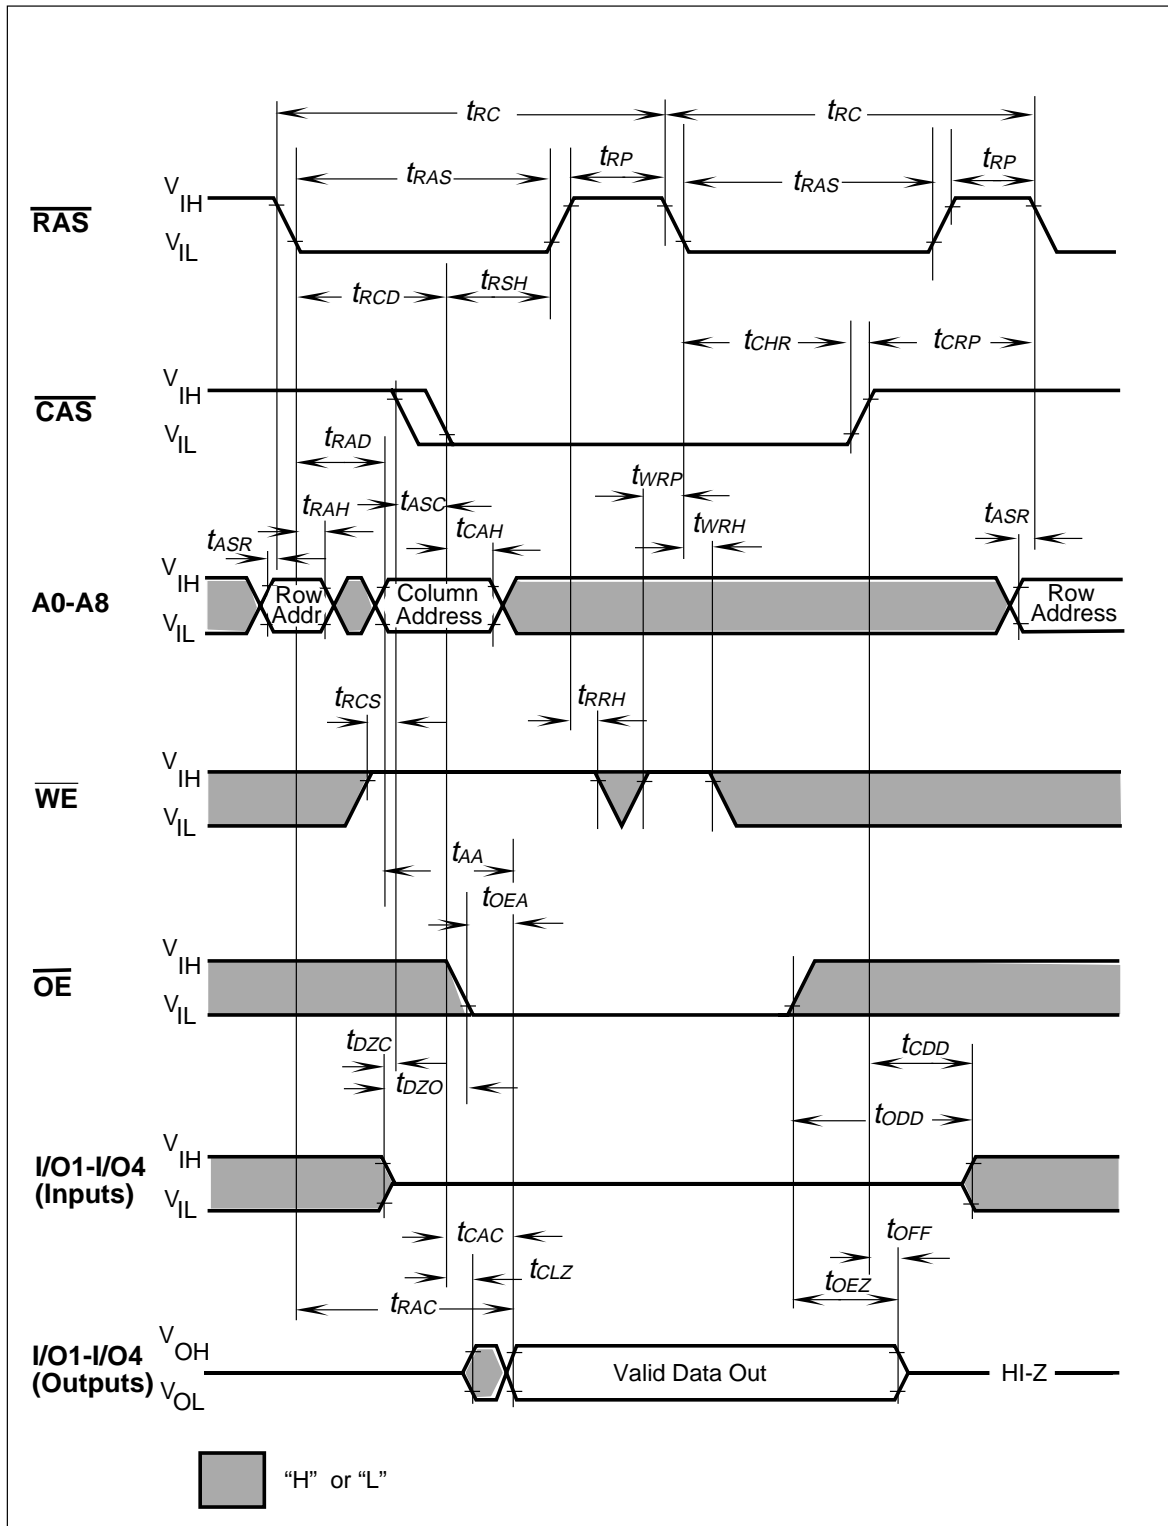 tRC
tRC
tRAS
tRP
tRAS
tRP
RAS
VIH
VIL
tRCD
tRSH
tCHR
tCRP
CAS
VIH
VIL
tRAD
tWRP
tRAH
tASC
tCAH
tWRH
tASR
tASR
A0-A8
VIH
VIL
Row
Addr
Column
Address
Row
Address
tRCS
tRRH
WE
VIH
VIL
tAA
tOEA
OE
VIH
VIL
tDZC
tCDD
tDZO
tODD
I/O1-I/O4
(Inputs)
VIH
VIL
tCAC
tOFF
tCLZ
tOEZ
tRAC
I/O1-I/O4
(Outputs)
VOH
VOL
Valid Data Out
HI-Z
“H” or “L”